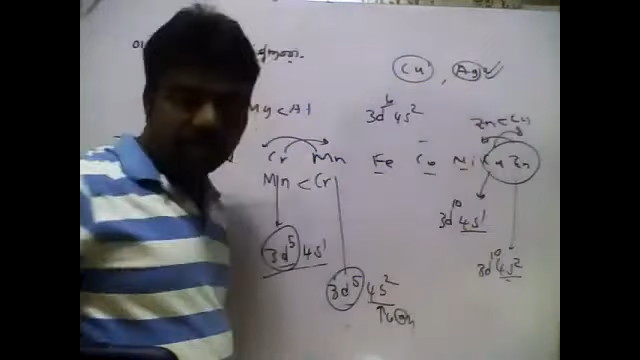 Cu , Ag ✓
Mg < Al
3d⁶ 4s²
Zn < Cu
Cr Mn Fe Co Ni Cu Zn
Mn < Cr
3d¹⁰ 4s¹
3d⁵ 4s¹
3d¹⁰ 4s²
3d⁵ 4s²